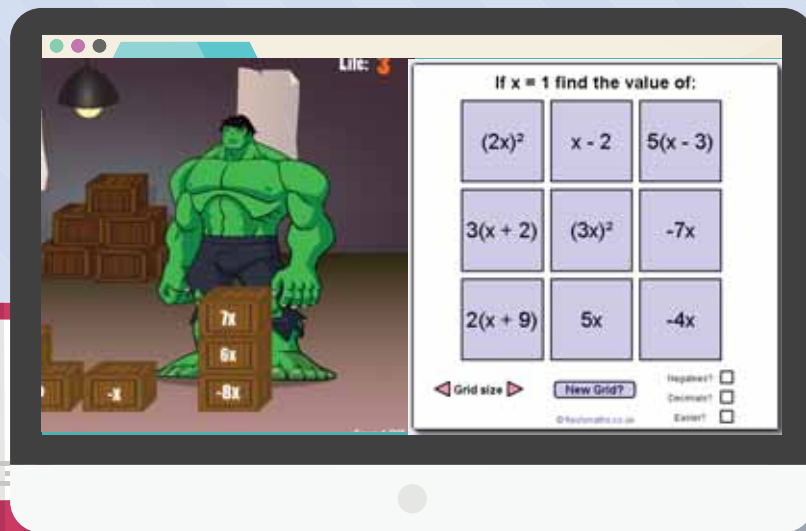 Life: 3
7x
6x
-8x
-x
If x = 1 find the value of:
(2x)² x - 2 5(x - 3)
3(x + 2) (3x)² -7x
2(x + 9) 5x -4x
Grid size
New Grid?
Negatives?
Decimals?
Easier?